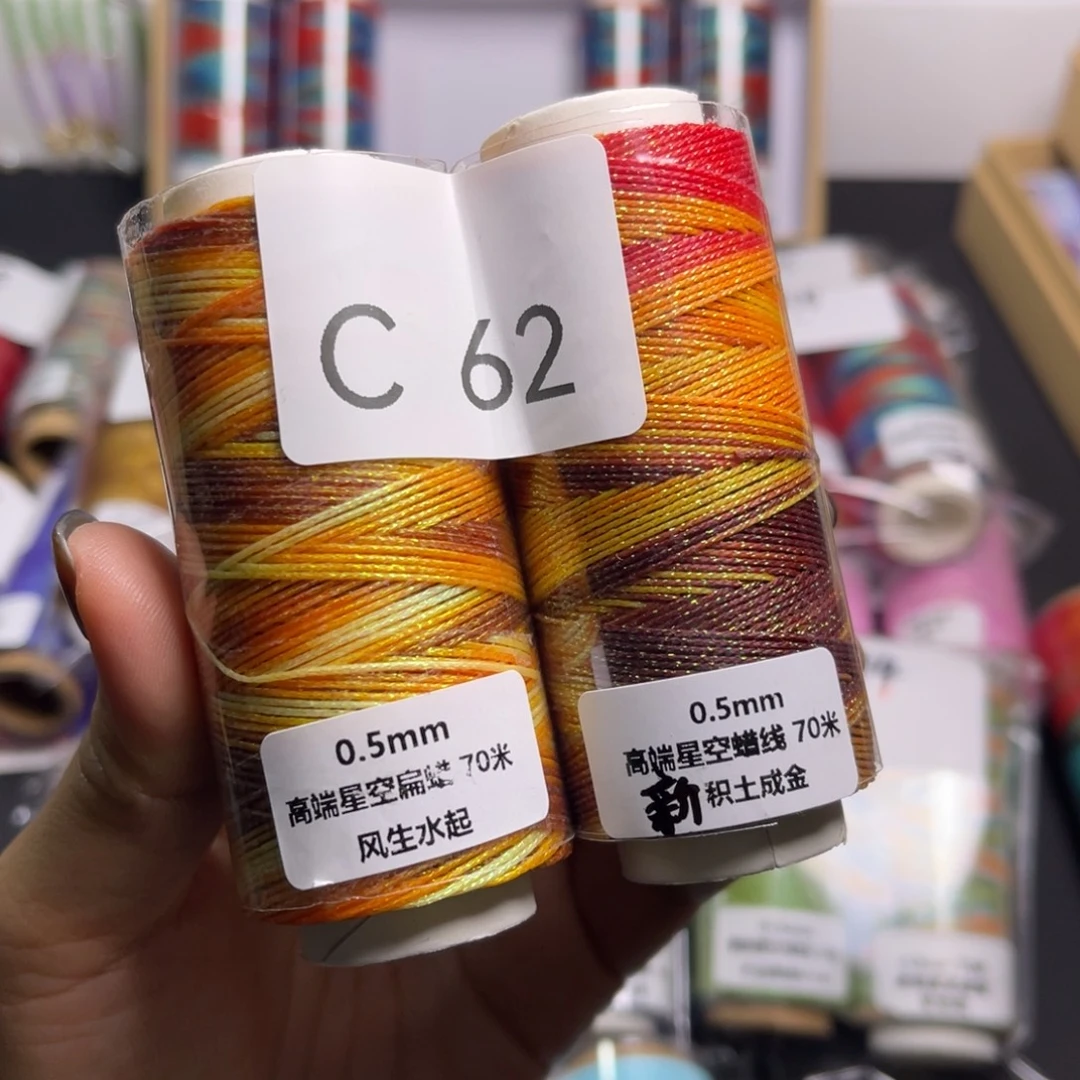 C 62
0.5mm
高端星空扁蜡 70米
风生水起
0.5mm
高端星空蜡线 70米
新 积土成金